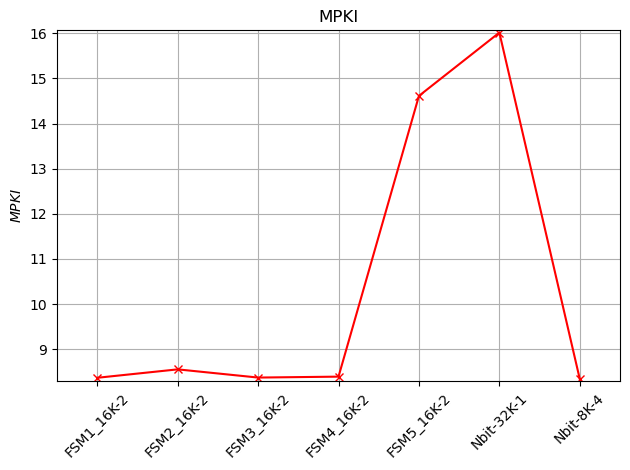 MPKI
MPKI
16
15
14
13
12
11
10
9
FSM1_16K-2
FSM2_16K-2
FSM3_16K-2
FSM4_16K-2
FSM5_16K-2
Nbit-32K-1
Nbit-8K-4